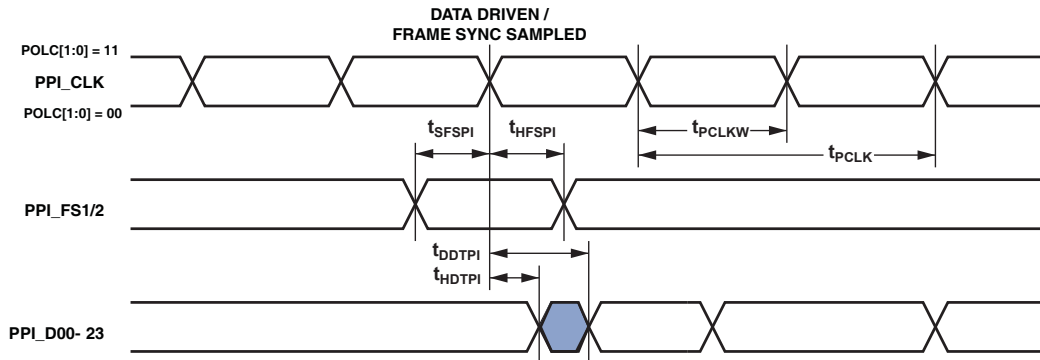 DATA DRIVEN /
FRAME SYNC SAMPLED
POLC[1:0] = 11
PPI_CLK
POLC[1:0] = 00
tSFSPI
tHFSPI
tPCLKW
tPCLK
PPI_FS1/2
tDDTPI
tHDTPI
PPI_D00- 23